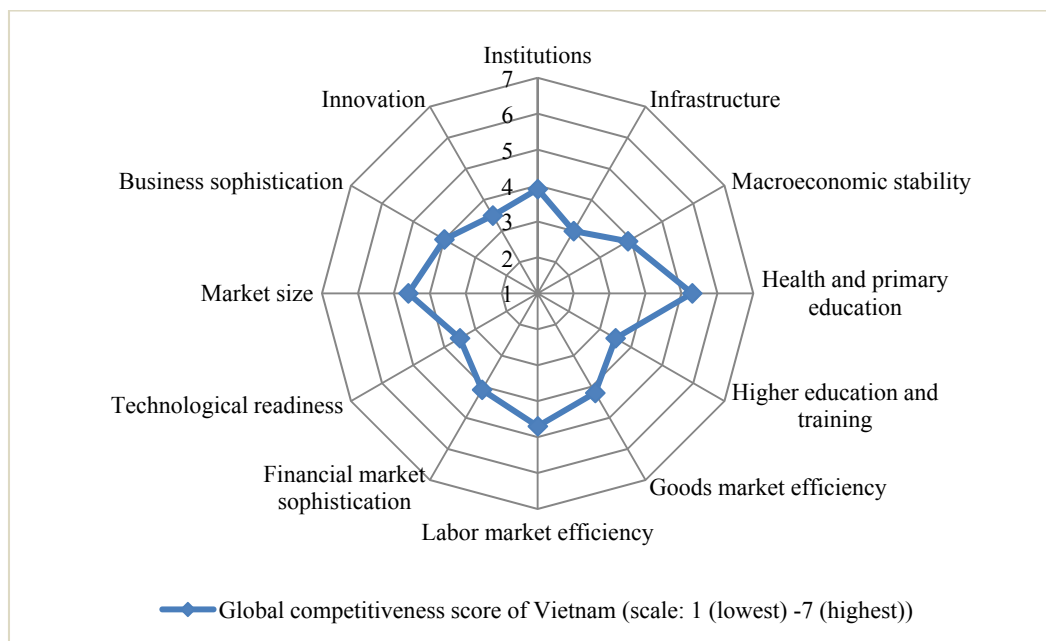 Institutions
7
Innovation
Infrastructure
6
5
Business sophistication
Macroeconomic stability
4
3
2
Market size
1
Health and primary
education
Technological readiness
Higher education and
training
Financial market
sophistication
Goods market efficiency
Labor market efficiency
Global competitiveness score of Vietnam (scale: 1 (lowest) -7 (highest))